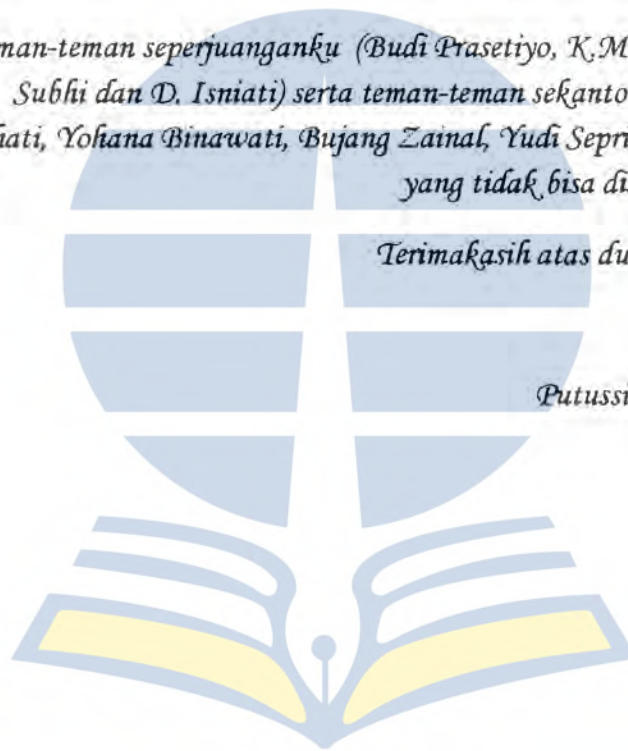 man-teman seperjuanganku (Budi Prasetiyo, K.M
Subhi dan D. Isniati) serta teman-teman sekanto
iati, Yohana Binawati, Bujang Zainal, Yudi Sepri
yang tidak bisa di
Terimakasih atas du
Putussi